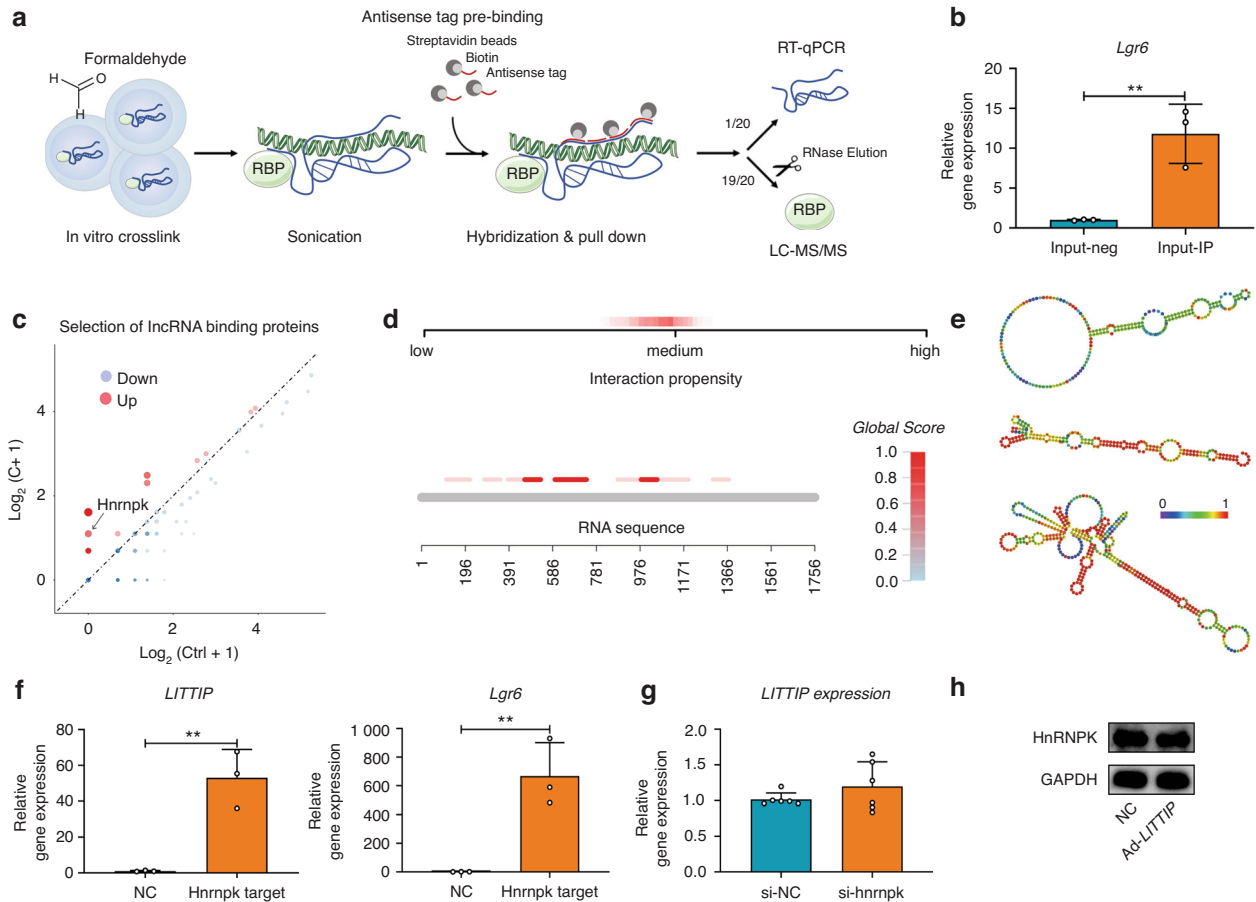 a
Antisense tag pre-binding
Streptavidin beads
Biotin
Antisense tag
Formaldehyde
O
H
H
RBP
RBP
1/20
19/20
RNase Elution
RT-qPCR
RBP
LC-MS/MS
In vitro crosslink
Sonication
Hybridization & pull down
b
Lgr6
**
Relative
gene expression
20
15
10
5
0
Input-neg
Input-IP
c
Selection of lncRNA binding proteins
Down
Up
Hnrnpk
Log2 (C+ 1)
4
2
0
0
2
4
Log2 (Ctrl + 1)
d
low
medium
high
Interaction propensity
Global Score
1.0
0.8
0.6
0.4
0.2
0.0
RNA sequence
1
196
391
586
781
976
1171
1366
1561
1756
e
0
1
f
LITTIP
**
Relative
gene expression
80
60
40
20
0
NC
Hnrnpk target
Lgr6
**
Relative
gene expression
1 000
800
600
400
200
0
NC
Hnrnpk target
g
LITTIP expression
Relative
gene expression
2.0
1.5
1.0
0.5
0.0
si-NC
si-hnrnpk
h
HnRNPK
GAPDH
NC
Ad-LITTIP